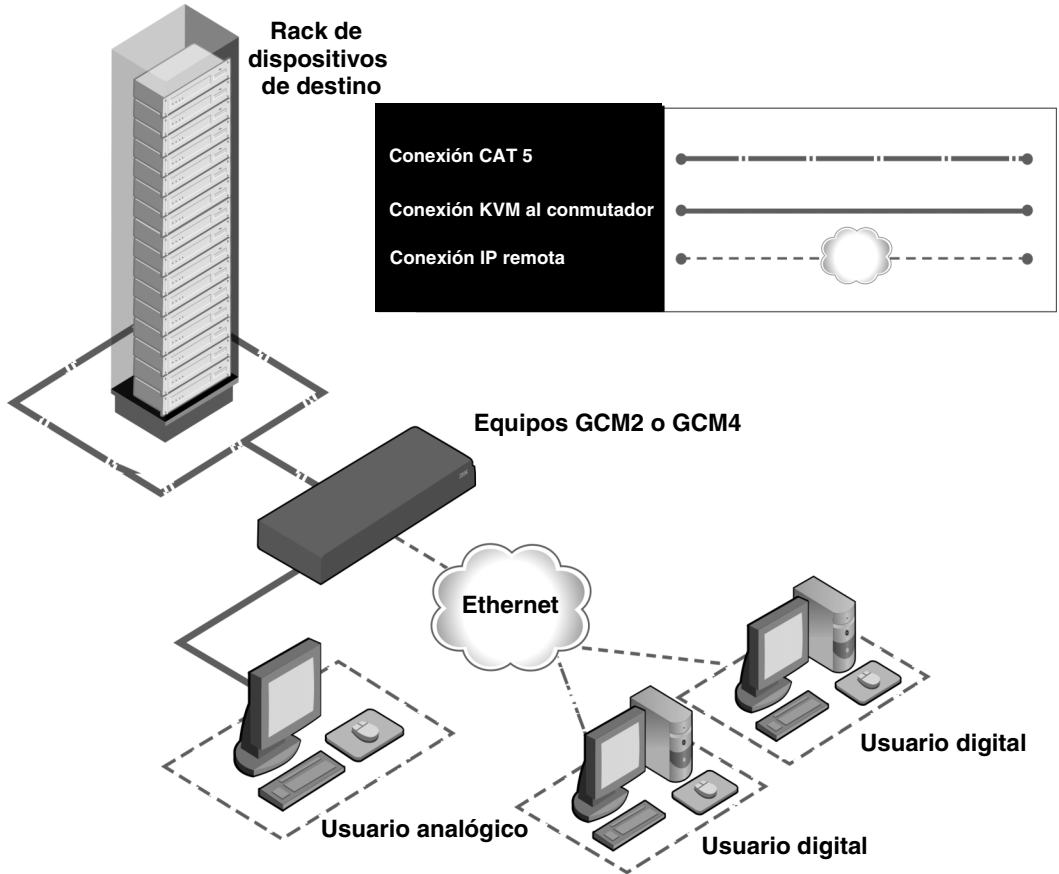 Rack de
dispositivos
de destino
Conexión CAT 5
Conexión KVM al conmutador
Conexión IP remota
Equipos GCM2 o GCM4
Ethernet
Usuario digital
Usuario analógico
Usuario digital